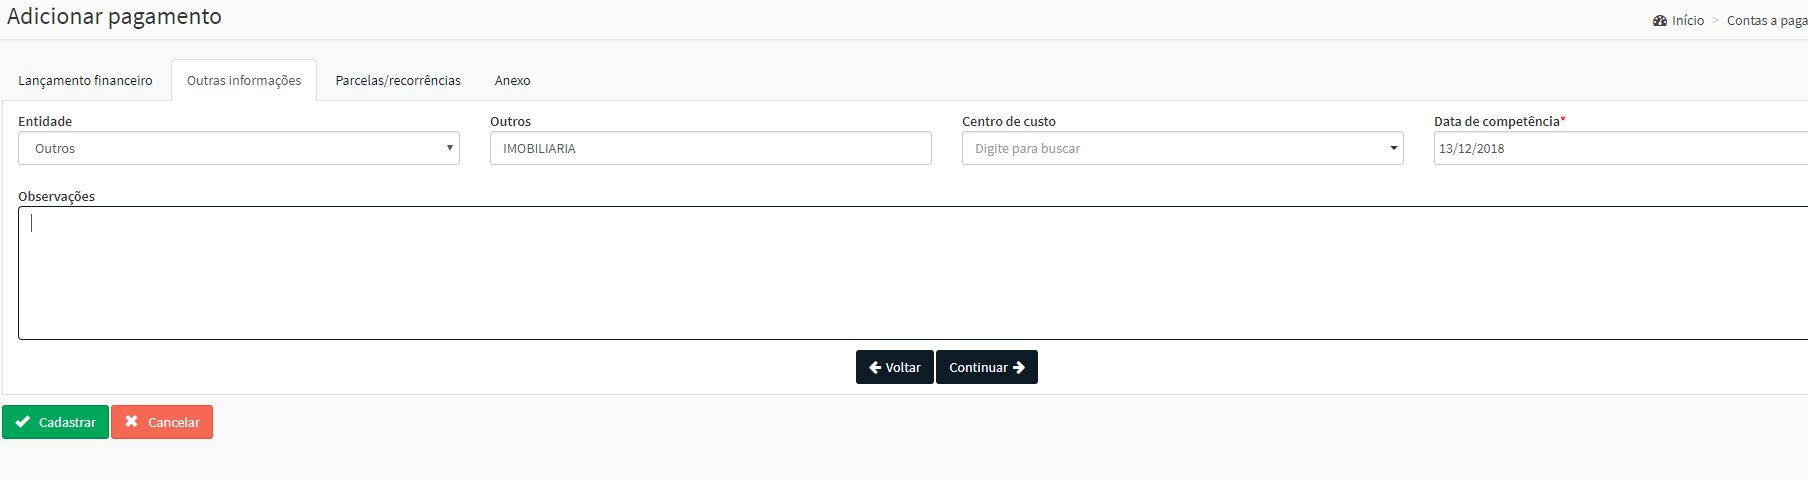 Adicionar pagamento
Início > Contas a paga
Lançamento financeiro Outras informações Parcelas/recorrências Anexo
Entidade Outros Centro de custo Data de competência*
Outros IMOBILIARIA Digite para buscar 13/12/2018
Observações
Voltar Continuar
Cadastrar Cancelar